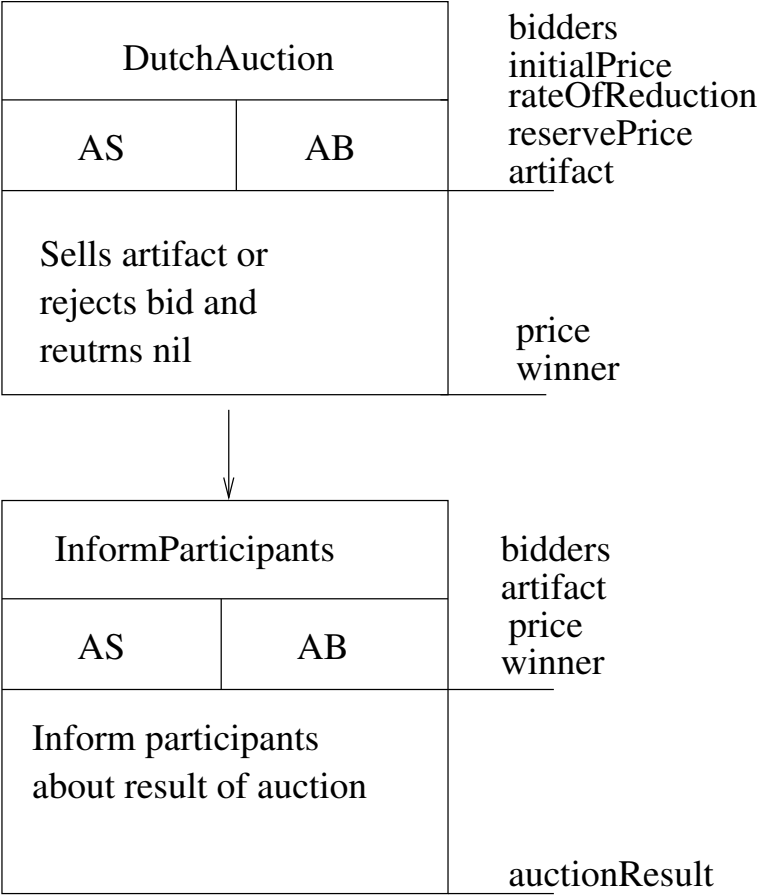 DutchAuction
AS
AB
Sells artifact or
rejects bid and
reutrns nil
bidders
initialPrice
rateOfReduction
reservePrice
artifact
price
winner
InformParticipants
AS
AB
Inform participants
about result of auction
bidders
artifact
price
winner
auctionResult